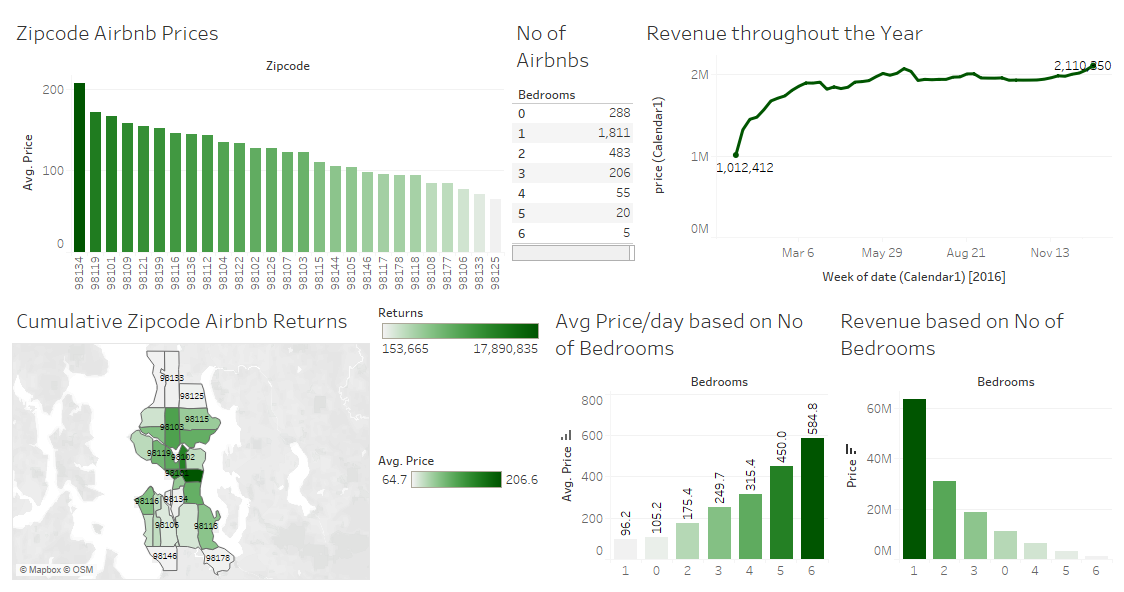 Zipcode Airbnb Prices
Zipcode
Avg. Price
200
100
0
98134
98119
98101
98109
98121
98199
98116
98136
98112
98104
98122
98102
98126
98107
98103
98115
98144
98105
98146
98117
98178
98118
98108
98177
98106
98133
98125
No of
Airbnbs
Bedrooms
0 288
1 1,811
2 483
3 206
4 55
5 20
6 5
Revenue throughout the Year
price (Calendar1)
2M
1M
0M
1,012,412
2,110,350
Mar 6 May 29 Aug 21 Nov 13
Week of date (Calendar1) [2016]
Cumulative Zipcode Airbnb Returns
98133
98125
98115
98103
98119
98102
98134
98116
98106
98118
98146
98178
© Mapbox © OSM
Returns
153,665 17,890,835
Avg. Price
64.7 206.6
Avg Price/day based on No
of Bedrooms
Bedrooms
Avg. Price
800
600
400
200
0
96.2
105.2
175.4
249.7
315.4
450.0
584.8
1 0 2 3 4 5 6
Revenue based on No of
Bedrooms
Bedrooms
Price
60M
40M
20M
0M
1 2 3 0 4 5 6